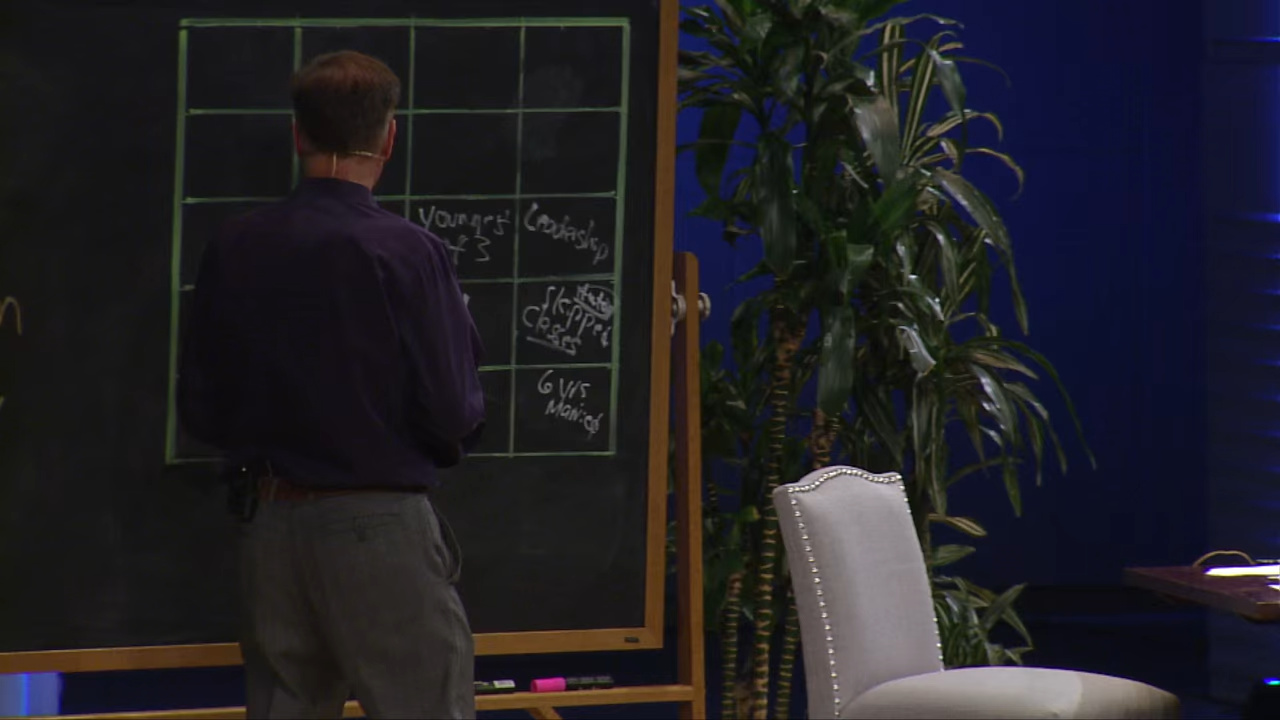 Youngest Leadership
of 3
Skipped
Classes
6 yrs
Married